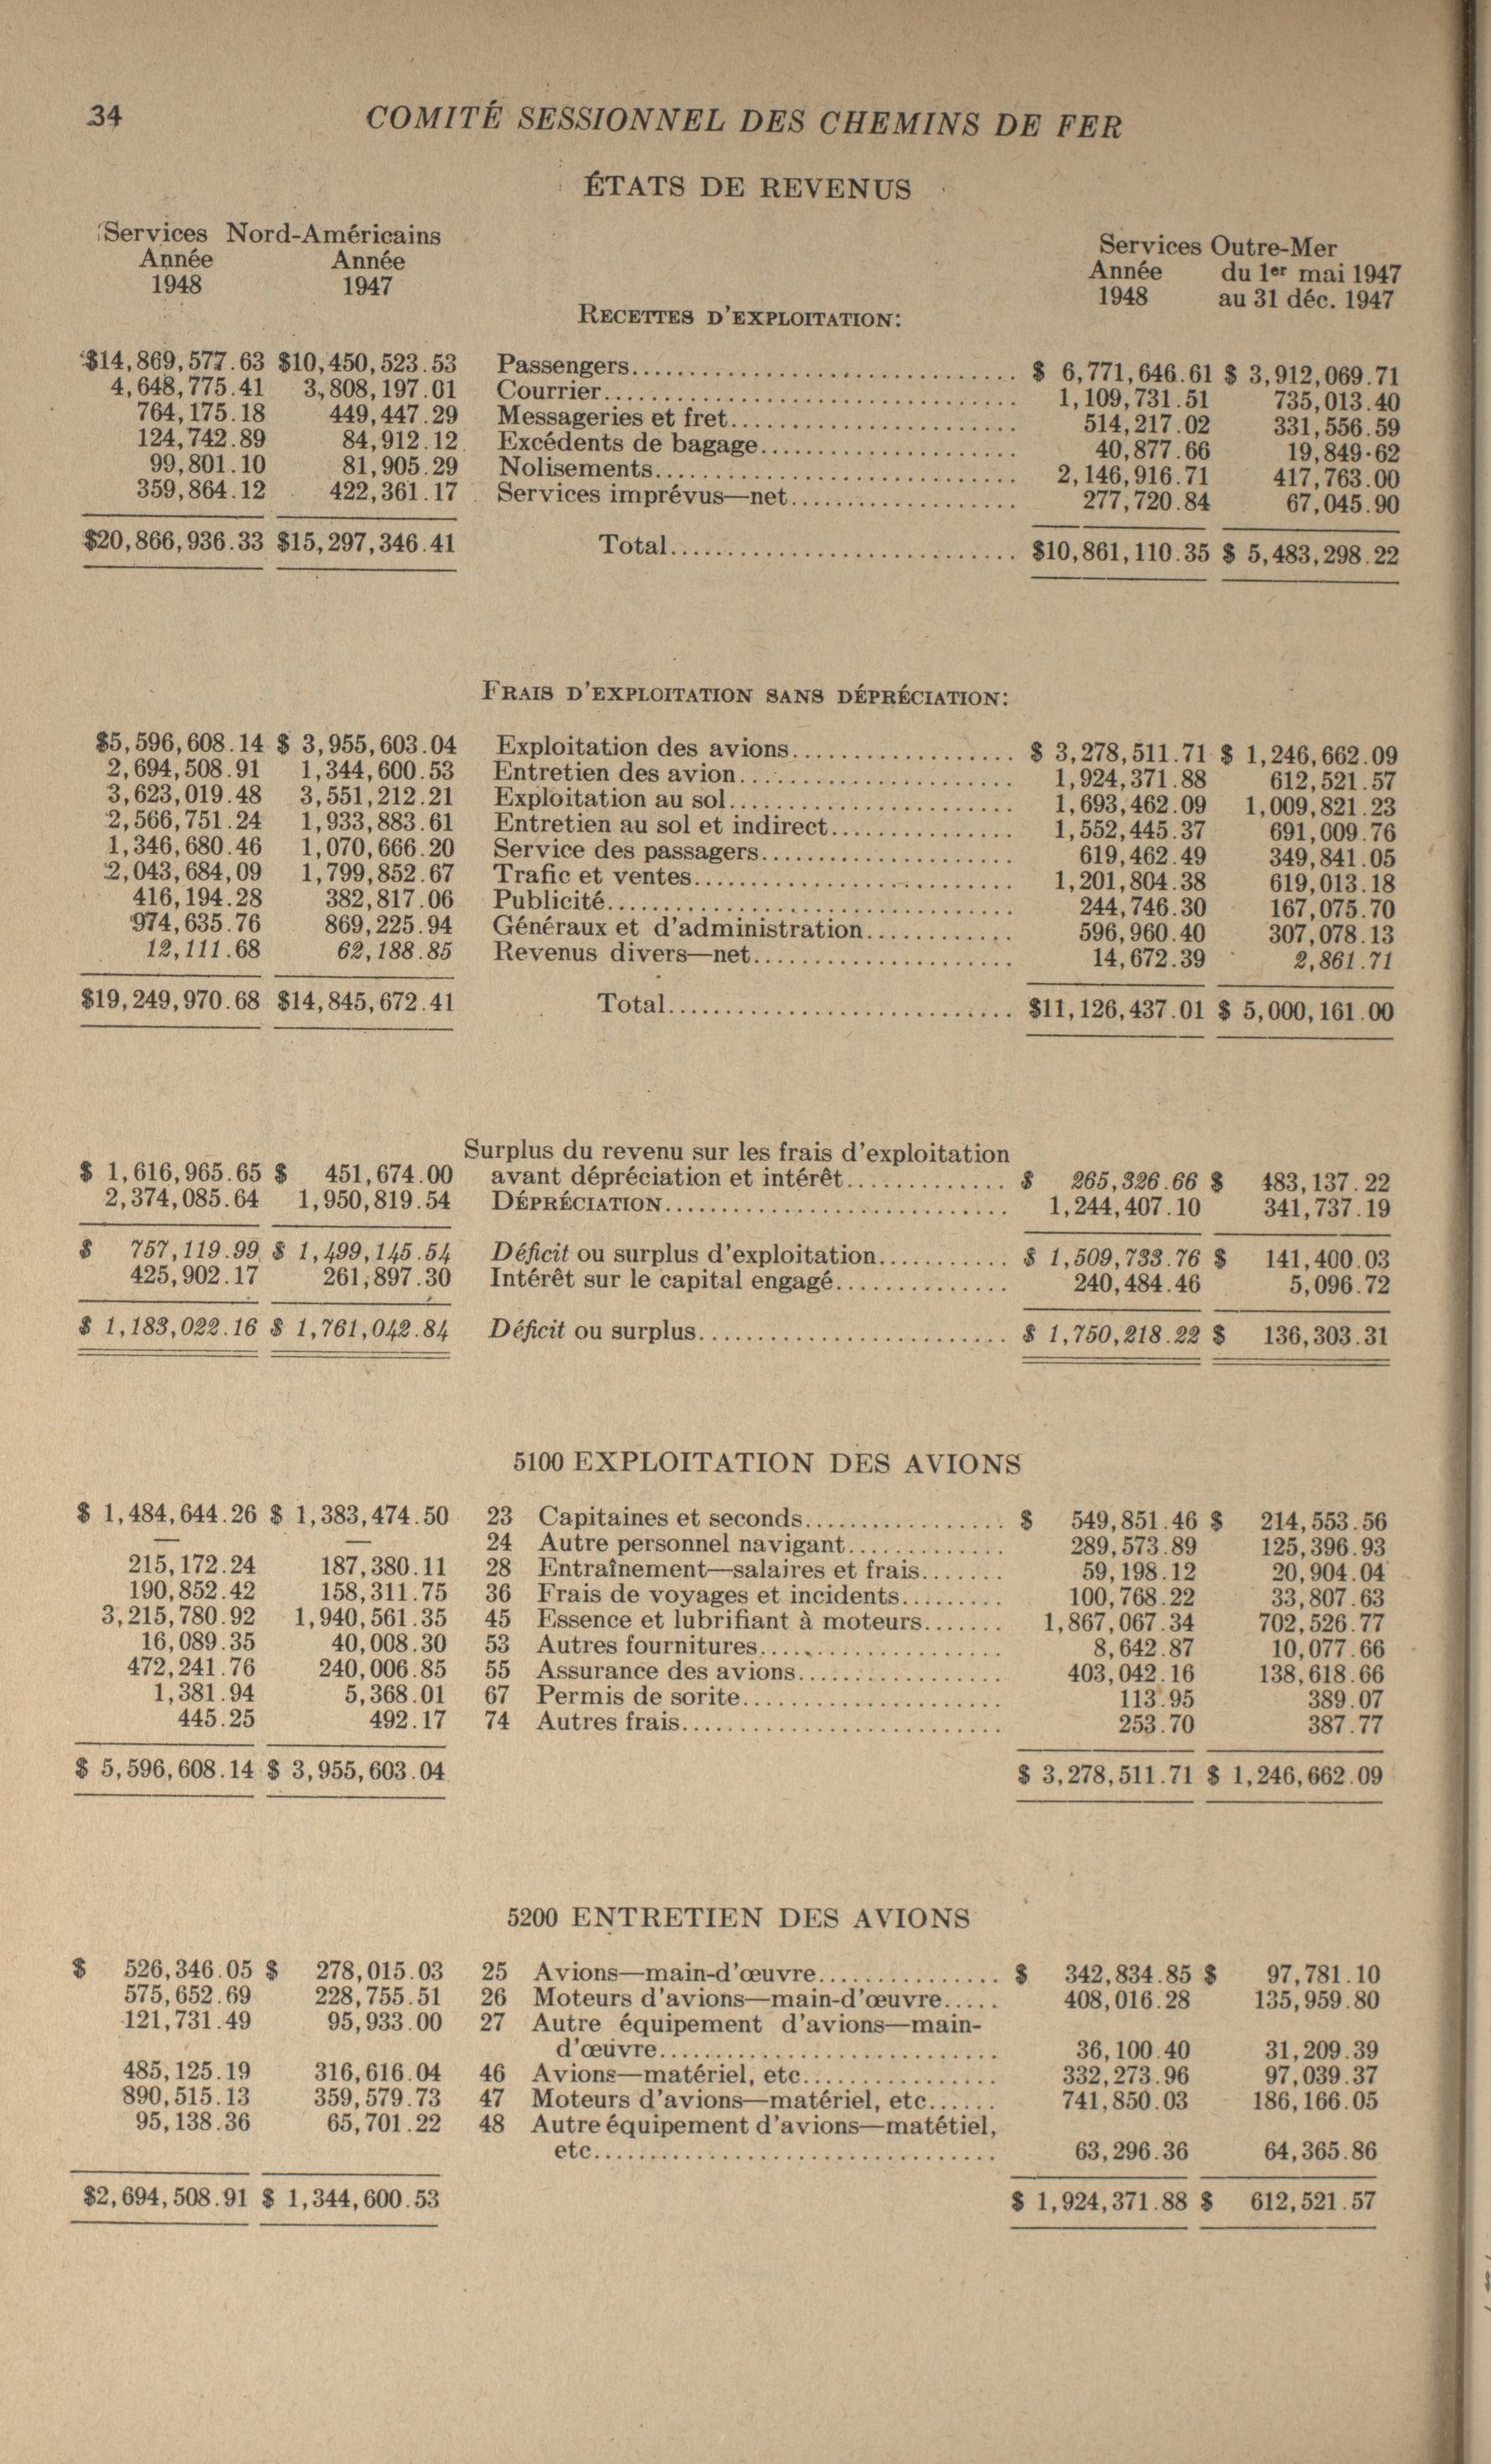 34
COMITÉ SESSIONNEL DES CHEMINS DE FER
ÉTATS DE REVENUS
Services Nord-Américains
Année Année
1948 1947
Services Outre-Mer
Année du 1er mai 1947
1948 au 31 déc. 1947
RECETTES D'EXPLOITATION:
$14,869,577.63 $10,450,523.53 Passengers................................ $ 6,771,646.61 $ 3,912,069.71
4,648,775.41 3,808,197.01 Courrier................................ 1,109,731.51 735,013.40
764,175.18 449,447.29 Messageries et fret........................ 514,217.02 331,556.59
124,742.89 84,912.12 Excédents de bagage...................... 40,877.66 19,849.62
99,801.10 81,905.29 Nolisements............................... 2,146,916.71 417,763.00
359,864.12 422,361.17 Services imprévus—net.................... 277,720.84 67,045.90
$20,866,936.33 $15,297,346.41 Total.............................. $10,861,110.35 $ 5,483,298.22
FRAIS D'EXPLOITATION SANS DÉPRÉCIATION:
$5,596,608.14 $ 3,955,603.04 Exploitation des avions................... $ 3,278,511.71 $ 1,246,662.09
2,694,508.91 1,344,600.53 Entretien des avion....................... 1,924,371.88 612,521.57
3,623,019.48 3,551,212.21 Exploitation au sol........................ 1,693,462.09 1,009,821.23
2,566,751.24 1,933,883.61 Entretien au sol et indirect................ 1,552,445.37 691,009.76
1,346,680.46 1,070,666.20 Service des passagers...................... 619,462.49 349,841.05
2,043,684,09 1,799,852.67 Trafic et ventes............................ 1,201,804.38 619,013.18
416,194.28 382,817.06 Publicité................................... 244,746.30 167,075.70
974,635.76 869,225.94 Généraux et d'administration............. 596,960.40 307,078.13
12,111.68 62,188.85 Revenus divers—net....................... 14,672.39 2,861.71
$19,249,970.68 $14,845,672.41 Total.............................. $11,126,437.01 $ 5,000,161.00
Surplus du revenu sur les frais d'exploitation
$ 1,616,965.65 $ 451,674.00 avant dépréciation et intérêt.............. $ 265,326.66 $ 483,137.22
2,374,085.64 1,950,819.54 DÉPRÉCIATION.............................. 1,244,407.10 341,737.19
$ 757,119.99 $ 1,499,145.54 Déficit ou surplus d'exploitation........... $ 1,509,733.76 $ 141,400.03
425,902.17 261,897.30 Intérêt sur le capital engagé............... 240,484.46 5,096.72
$ 1,183,022.16 $ 1,761,042.84 Déficit ou surplus........................... $ 1,750,218.22 $ 136,303.31
5100 EXPLOITATION DES AVIONS
$ 1,484,644.26 $ 1,383,474.50 23 Capitaines et seconds................. $ 549,851.46 $ 214,553.56
— — 24 Autre personnel navigant............. 289,573.89 125,396.93
215,172.24 187,380.11 28 Entraînement—salaires et frais....... 59,198.12 20,904.04
190,852.42 158,311.75 36 Frais de voyages et incidents......... 100,768.22 33,807.63
3,215,780.92 1,940,561.35 45 Essence et lubrifiant à moteurs....... 1,867,067.34 702,526.77
16,089.35 40,008.30 53 Autres fournitures..................... 8,642.87 10,077.66
472,241.76 240,006.85 55 Assurance des avions.................. 403,042.16 138,618.66
1,381.94 5,368.01 67 Permis de sorite....................... 113.95 389.07
445.25 492.17 74 Autres frais............................ 253.70 387.77
$ 5,596,608.14 $ 3,955,603.04 $ 3,278,511.71 $ 1,246,662.09
5200 ENTRETIEN DES AVIONS
$ 526,346.05 $ 278,015.03 25 Avions—main-d'œuvre................ $ 342,834.85 $ 97,781.10
575,652.69 228,755.51 26 Moteurs d'avions—main-d'œuvre..... 408,016.28 135,959.80
121,731.49 95,933.00 27 Autre équipement d'avions—main-
d'œuvre............................. 36,100.40 31,209.39
485,125.19 316,616.04 46 Avions—matériel, etc................. 332,273.96 97,039.37
890,515.13 359,579.73 47 Moteurs d'avions—matériel, etc...... 741,850.03 186,166.05
95,138.36 65,701.22 48 Autre équipement d'avions—matétiel,
etc.................................. 63,296.36 64,365.86
$2,694,508.91 $ 1,344,600.53 $ 1,924,371.88 $ 612,521.57